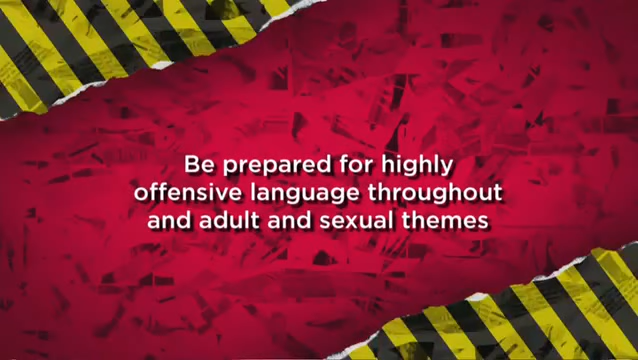 Be prepared for highly
offensive language throughout
and adult and sexual themes